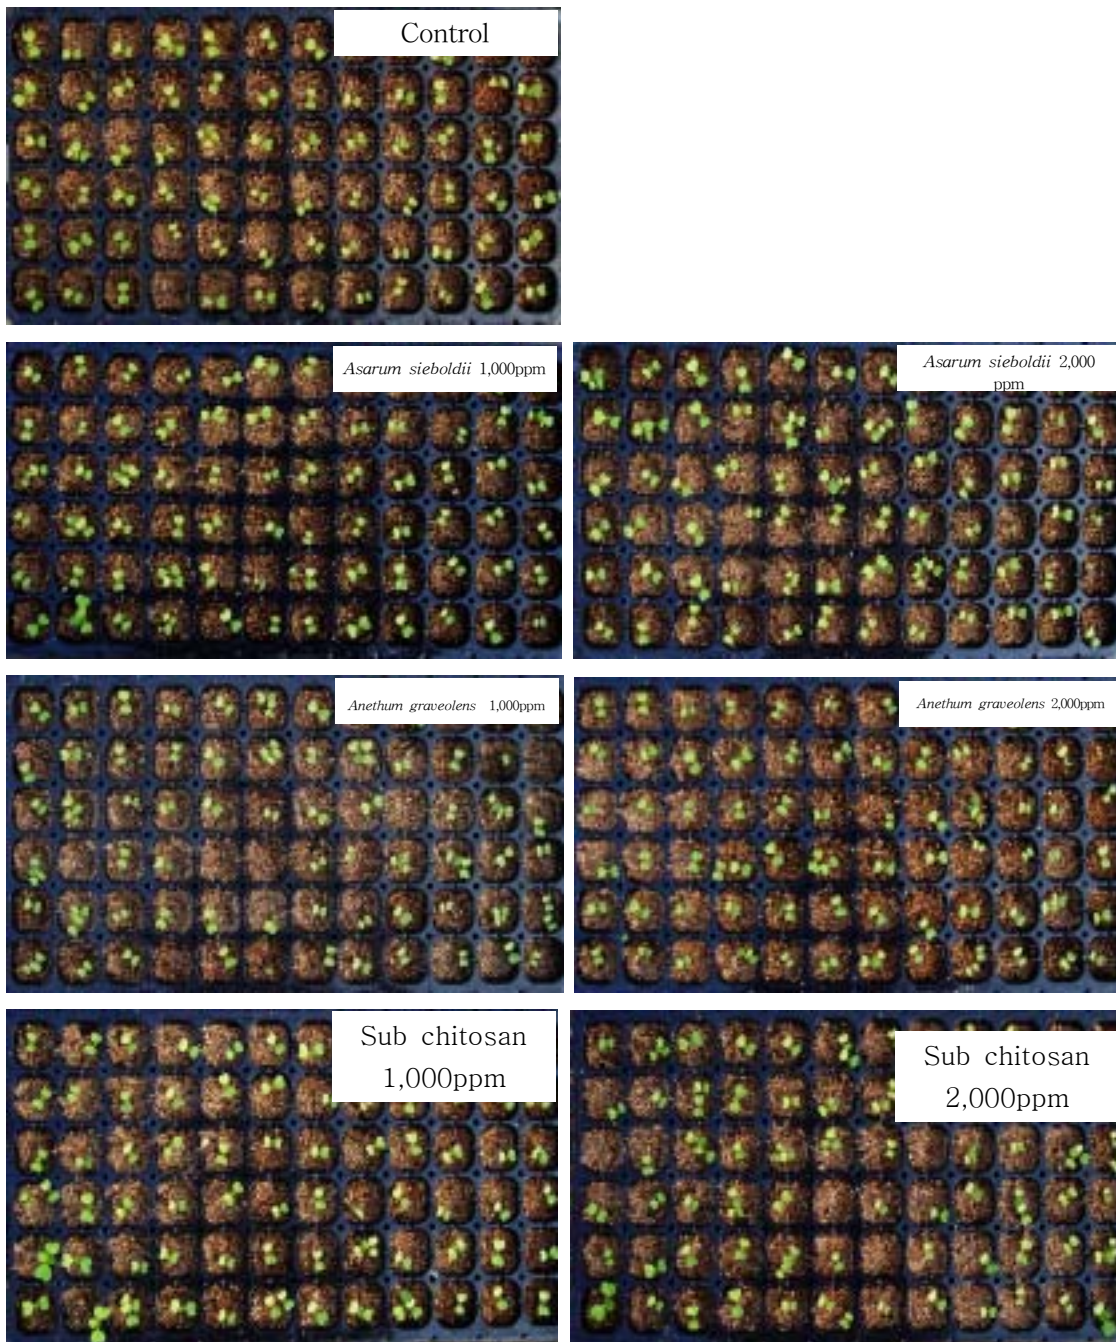 Control
Asarum sieboldii 1,000ppm
Asarum sieboldii 2,000
ppm
Anethum graveolens 1,000ppm
Anethum graveolens 2,000ppm
Sub chitosan
1,000ppm
Sub chitosan
2,000ppm